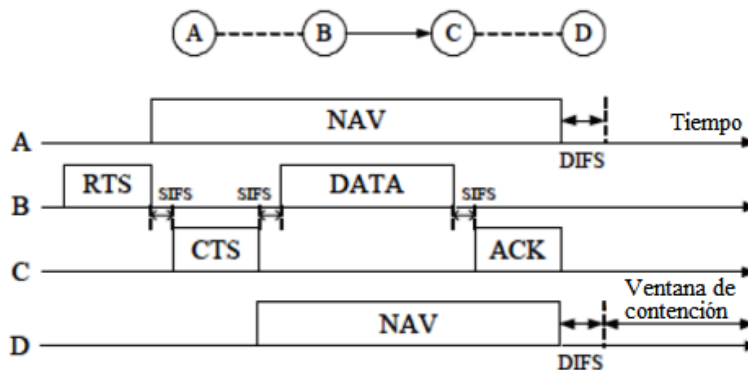 A B C D
NAV
Tiempo
A
DIFS
RTS
SIFS
SIFS
DATA
SIFS
B
CTS
ACK
C
Ventana de
contención
NAV
D
DIFS